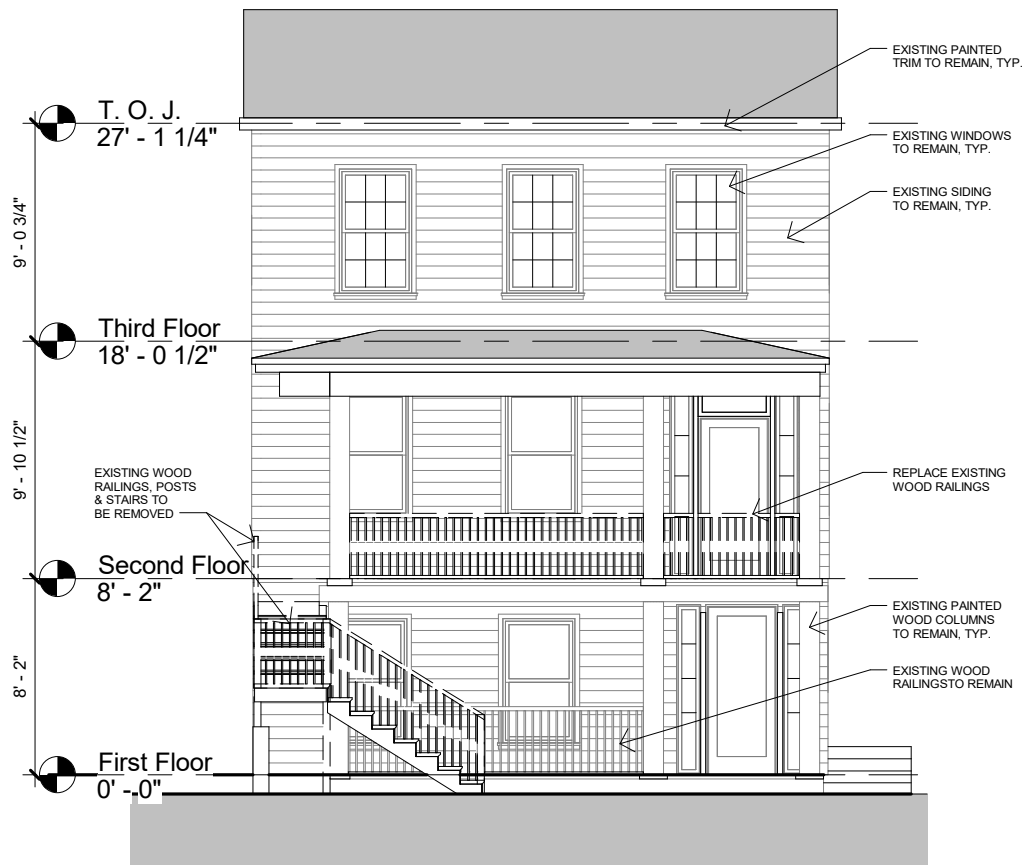 EXISTING PAINTED
TRIM TO REMAIN, TYP.
T. O. J.
27' - 1 1/4"
EXISTING WINDOWS
TO REMAIN, TYP.
EXISTING SIDING
TO REMAIN, TYP.
9' - 0 3/4"
Third Floor
18' - 0 1/2"
9' - 10 1/2"
EXISTING WOOD
RAILINGS, POSTS
& STAIRS TO
BE REMOVED
REPLACE EXISTING
WOOD RAILINGS
Second Floor
8' - 2"
EXISTING PAINTED
WOOD COLUMNS
TO REMAIN, TYP.
8' - 2"
EXISTING WOOD
RAILINGSTO REMAIN
First Floor
0' - 0"